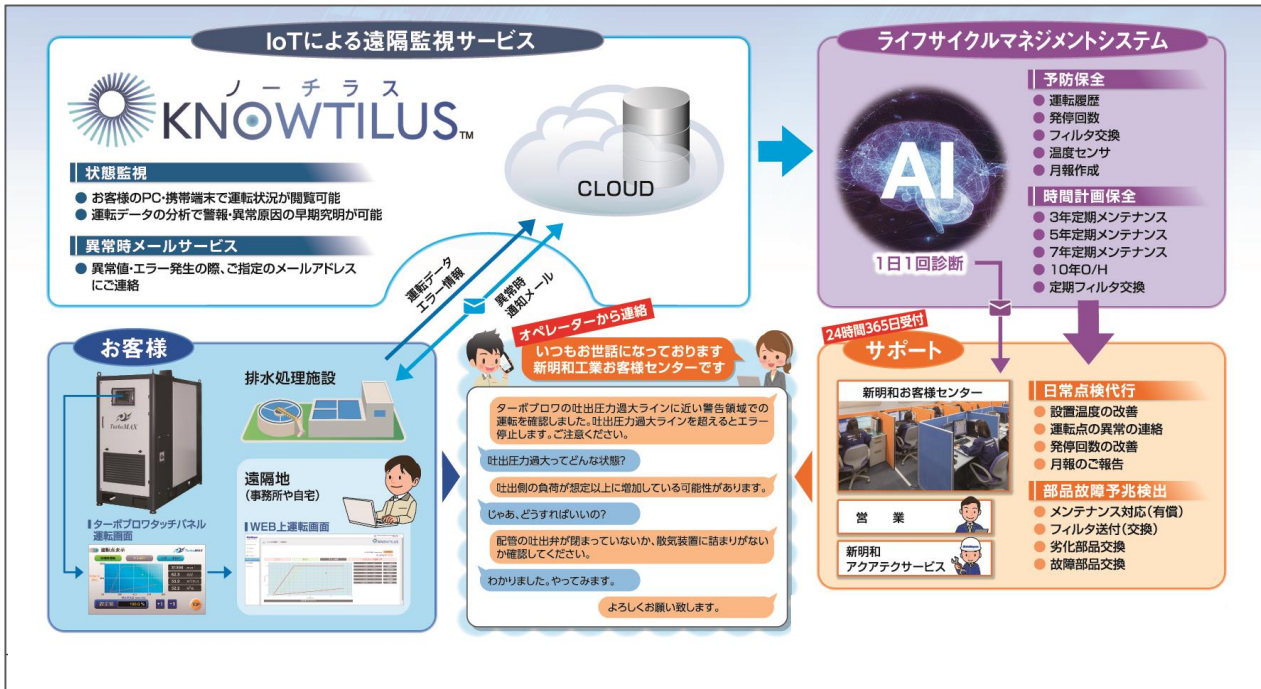 IoTによる遠隔監視サービス
ノーチラス
KNOWTILUS™
状態監視
● お客様のPC・携帯端末で運転状況が閲覧可能
● 運転データの分析で警報・異常原因の早期究明が可能
異常時メールサービス
● 異常値・エラー発生の際、ご指定のメールアドレス
にご連絡
CLOUD
運転データ
エラー情報
異常時
通知メール
ライフサイクルマネジメントシステム
AI
1日1回診断
予防保全
● 運転履歴
● 発停回数
● フィルタ交換
● 温度センサ
● 月報作成
時間計画保全
● 3年定期メンテナンス
● 5年定期メンテナンス
● 7年定期メンテナンス
● 10年O/H
● 定期フィルタ交換
お客様
TurboMAX
排水処理施設
遠隔地
(事務所や自宅)
ターボブロワタッチパネル
運転画面
WEB上運転画面
運転点表示
KNOWTILUS
オペレーターから連絡
いつもお世話になっております
新明和工業お客様センターです
ターボブロワの吐出圧力過大ラインに近い警告領域での
運転を確認しました。吐出圧力過大ラインを超えるとエラー
停止します。ご注意ください。
吐出圧力過大ってどんな状態?
吐出側の負荷が想定以上に増加している可能性があります。
じゃあ、どうすればいいの?
配管の吐出弁が閉まっていないか、散気装置に詰まりがない
か確認してください。
わかりました。やってみます。
よろしくお願い致します。
24時間365日受付
サポート
新明和お客様センター
営業
新明和
アクアテクサービス
日常点検代行
● 設置温度の改善
● 運転点の異常の連絡
● 発停回数の改善
● 月報のご報告
部品故障予兆検出
● メンテナンス対応(有償)
● フィルタ送付(交換)
● 劣化部品交換
● 故障部品交換